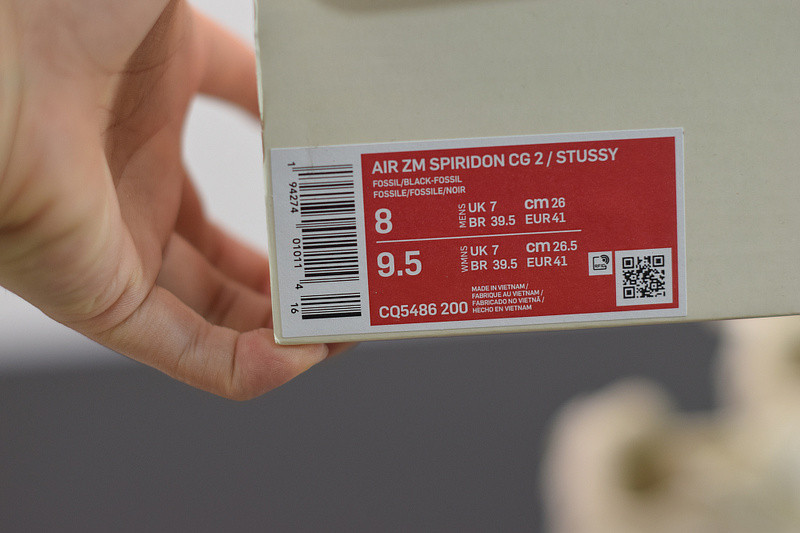 AIR ZM SPIRIDON CG 2 / STUSSY
FOSSIL/BLACK-FOSSIL
FOSSILE/FOSSILE/NOIR
8
MENS
UK 7 cm 26
BR 39.5 EUR 41
9.5
WMNS
UK 7 cm 26.5
BR 39.5 EUR 41
CQ5486 200
MADE IN VIETNAM /
FABRIQUE AU VIETNAM /
FABRICADO NO VIETNÃ /
HECHO EN VIETNAM
1 94274 01011 4
16